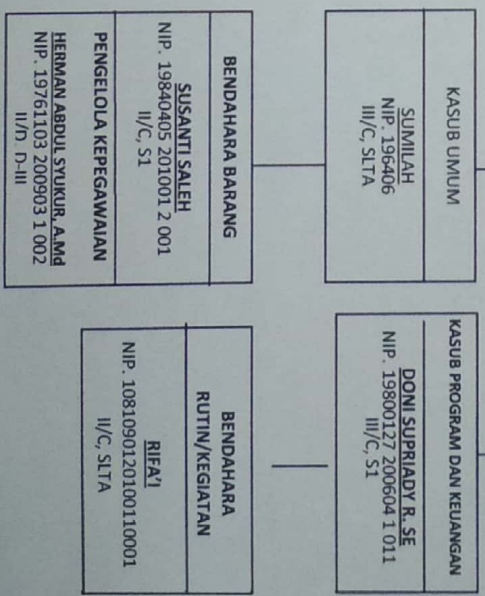 KASUB UMUM
SUMILAH
NIP. 196406
III/C, SLTA
KASUB PROGRAM DAN KEUANGAN
DONI SUPRIADY R. SE
NIP. 19800127 200604 1 011
III/C, S1
BENDAHARA BARANG
SUSANTI SALEH
NIP. 19840405 201001 2 001
II/C, S1
PENGELOLA KEPEGAWAIAN
HERMAN ABDUL SYUKUR, A.Md
NIP. 19761103 200903 1 002
II/D. D-III
BENDAHARA
RUTIN/KEGIATAN
RIFA'I
NIP. 1081090120100110001
II/C, SLTA